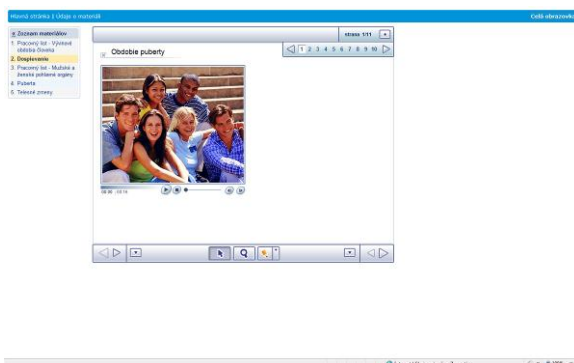 Hlavná stránka | Údaje o materiáli
Celá obrazovka
Zoznam materiálov
1. Pracovný list - Vývinové
obdobia človeka
2. Dospievanie
3. Pracovný list - Mužské a
ženské pohlavné orgány
4. Puberta
5. Telesné zmeny
strana 1/11
Obdobie puberty
1 2 3 4 5 6 7 8 9 10